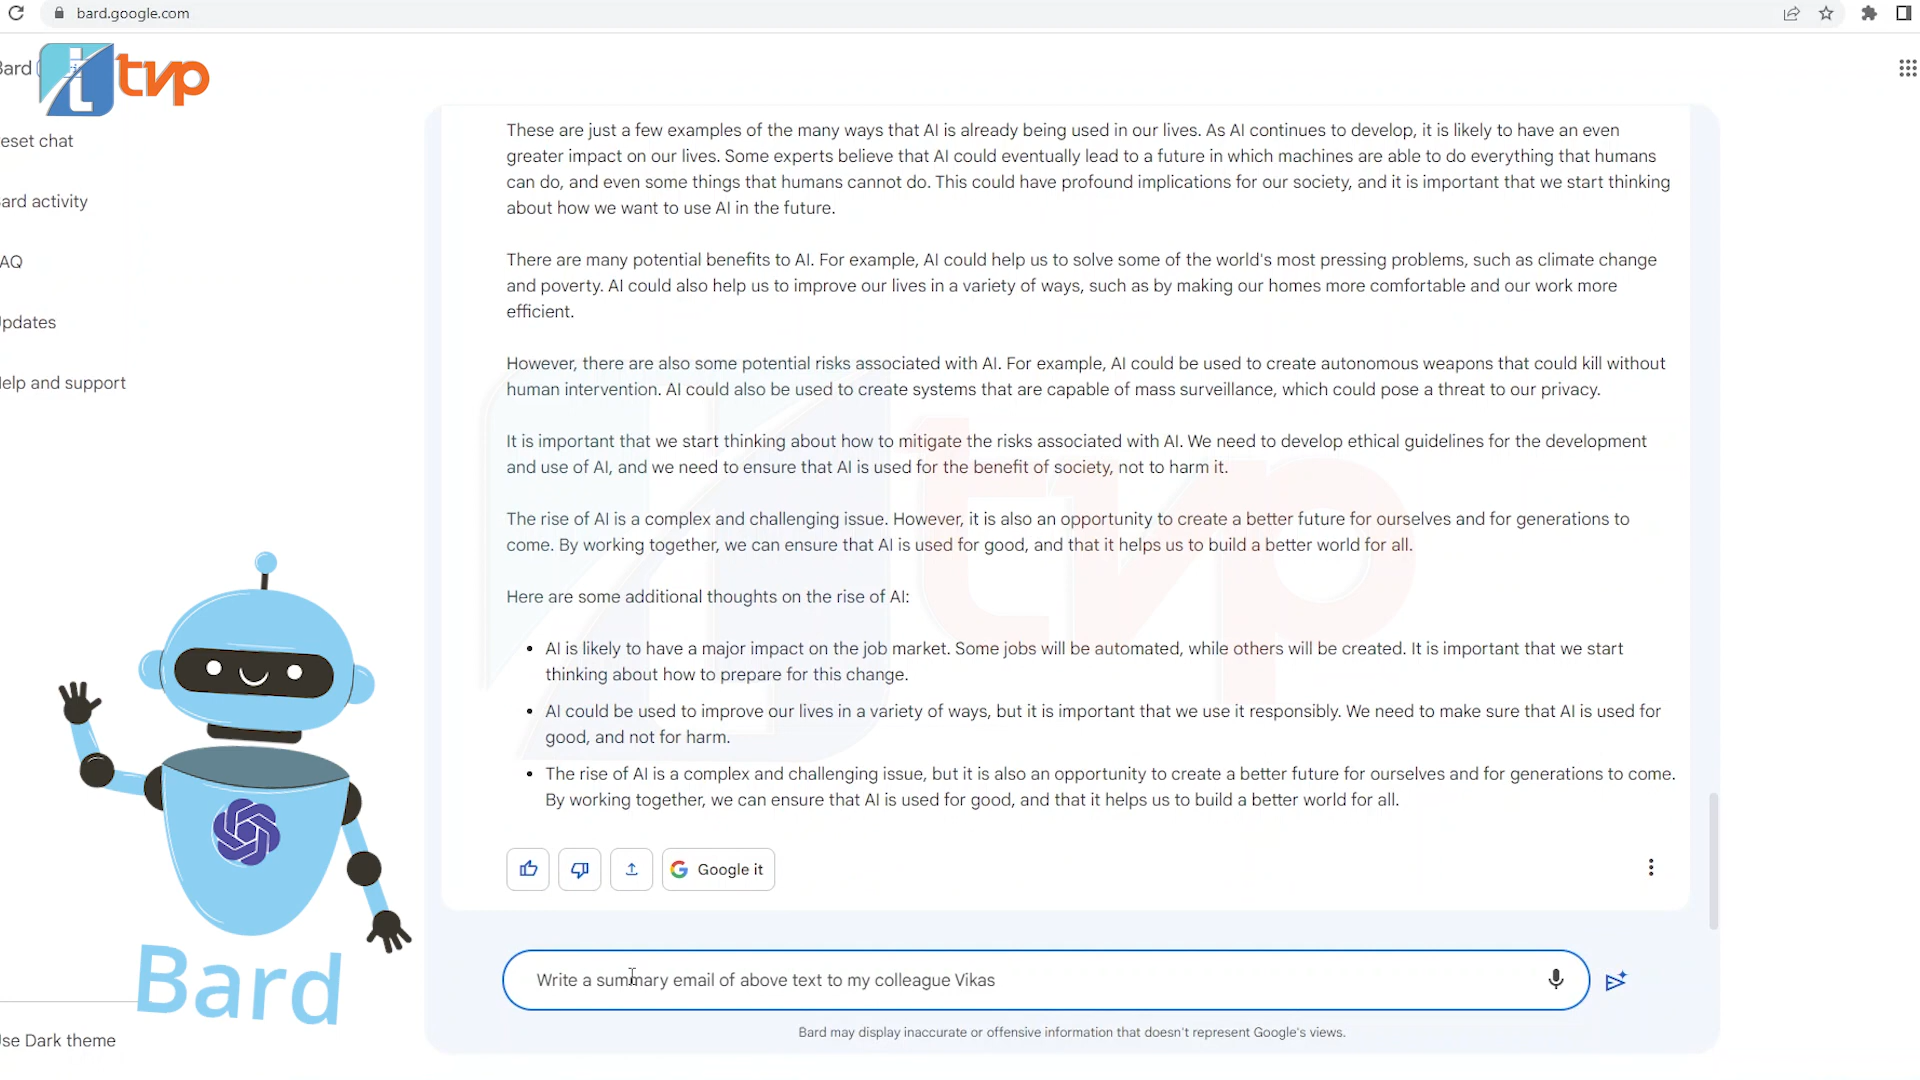 bard.google.com
ard
tvp
eset chat
ard activity
AQ
pdates
elp and support
These are just a few examples of the many ways that AI is already being used in our lives. As AI continues to develop, it is likely to have an even
greater impact on our lives. Some experts believe that AI could eventually lead to a future in which machines are able to do everything that humans
can do, and even some things that humans cannot do. This could have profound implications for our society, and it is important that we start thinking
about how we want to use AI in the future.
There are many potential benefits to AI. For example, AI could help us to solve some of the world's most pressing problems, such as climate change
and poverty. AI could also help us to improve our lives in a variety of ways, such as by making our homes more comfortable and our work more
efficient.
However, there are also some potential risks associated with AI. For example, AI could be used to create autonomous weapons that could kill without
human intervention. AI could also be used to create systems that are capable of mass surveillance, which could pose a threat to our privacy.
It is important that we start thinking about how to mitigate the risks associated with AI. We need to develop ethical guidelines for the development
and use of AI, and we need to ensure that AI is used for the benefit of society, not to harm it.
The rise of AI is a complex and challenging issue. However, it is also an opportunity to create a better future for ourselves and for generations to
come. By working together, we can ensure that AI is used for good, and that it helps us to build a better world for all.
Here are some additional thoughts on the rise of AI:
• AI is likely to have a major impact on the job market. Some jobs will be automated, while others will be created. It is important that we start
thinking about how to prepare for this change.
• AI could be used to improve our lives in a variety of ways, but it is important that we use it responsibly. We need to make sure that AI is used for
good, and not for harm.
• The rise of AI is a complex and challenging issue, but it is also an opportunity to create a better future for ourselves and for generations to come.
By working together, we can ensure that AI is used for good, and that it helps us to build a better world for all.
Google it
Write a summary email of above text to my colleague Vikas
Bard may display inaccurate or offensive information that doesn't represent Google's views.
Bard
se Dark theme
tvp